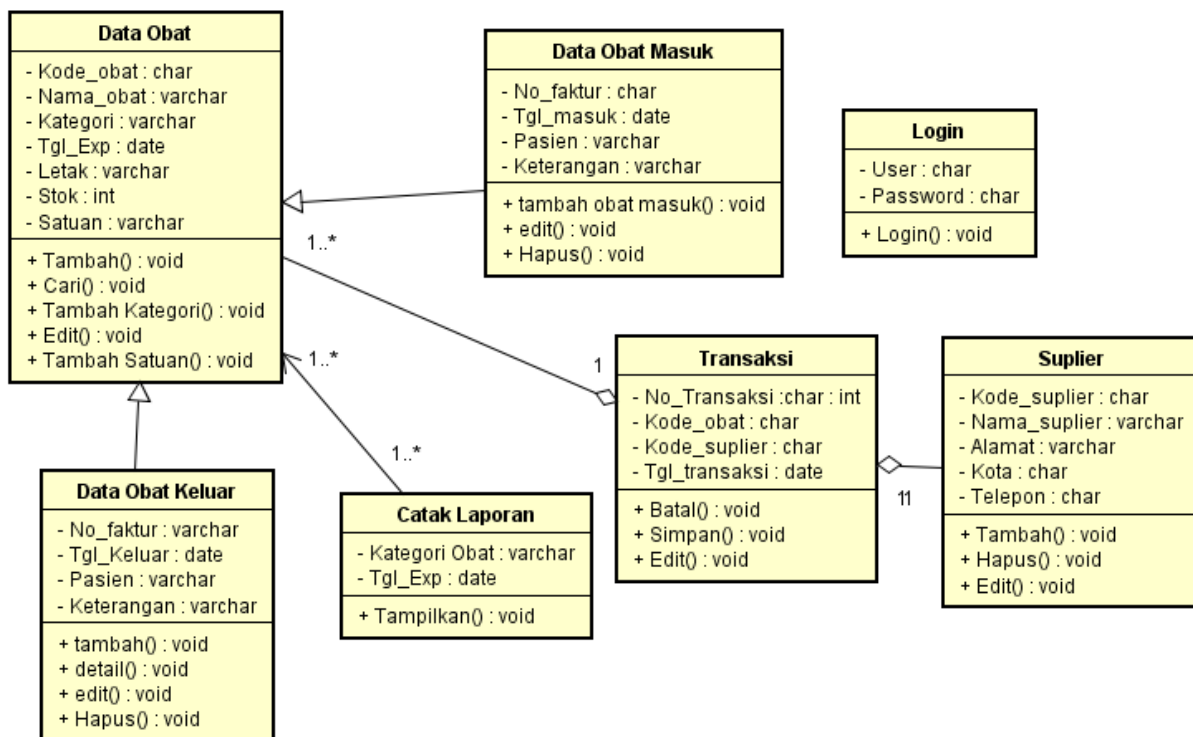 Data Obat
- Kode_obat : char
- Nama_obat : varchar
- Kategori : varchar
- Tgl_Exp : date
- Letak : varchar
- Stok : int
- Satuan : varchar
+ Tambah() : void
+ Cari() : void
+ Tambah Kategori() : void
+ Edit() : void
+ Tambah Satuan() : void
Data Obat Masuk
- No_faktur : char
- Tgl_masuk : date
- Pasien : varchar
- Keterangan : varchar
+ tambah obat masuk() : void
+ edit() : void
+ Hapus() : void
Login
- User : char
- Password : char
+ Login() : void
1..*
1
1..*
1..*
Transaksi
- No_Transaksi :char : int
- Kode_obat : char
- Kode_suplier : char
- Tgl_transaksi : date
+ Batal() : void
+ Simpan() : void
+ Edit() : void
11
Suplier
- Kode_suplier : char
- Nama_suplier : varchar
- Alamat : varchar
- Kota : char
- Telepon : char
+ Tambah() : void
+ Hapus() : void
+ Edit() : void
Data Obat Keluar
- No_faktur : varchar
- Tgl_Keluar : date
- Pasien : varchar
- Keterangan : varchar
+ tambah() : void
+ detail() : void
+ edit() : void
+ Hapus() : void
Catak Laporan
- Kategori Obat : varchar
- Tgl_Exp : date
+ Tampilkan() : void